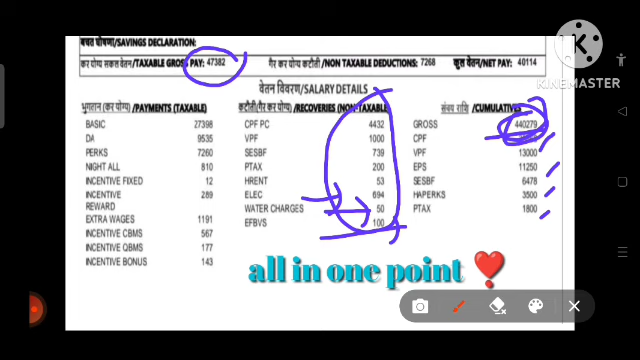 बचत घोषणा/SAVINGS DECLARATION:
कर योग्य सकल वेतन/TAXABLE GROSS PAY: 47382 गैर कर योग्य कटौती/NON TAXABLE DEDUCTIONS: 7268 कुल वेतन/NET PAY: 40114
वेतन विवरण/SALARY DETAILS
भुगतान (कर योग्य)/PAYMENTS (TAXABLE) कटौती(गैर कर योग्य)/RECOVERIES (NON TAXABLE) संचय राशि/CUMULATIVES
BASIC 27398 CPF PC 4432 GROSS 440279
DA 9535 VPF 1000 CPF
PERKS 7260 SESBF 739 VPF 13000
NIGHT ALL 810 PTAX 200 EPS 11250
INCENTIVE FIXED 12 HRENT 53 SESBF 6478
INCENTIVE 289 ELEC 694 HAPERKS 3500
REWARD WATER CHARGES 50 PTAX 1800
EXTRA WAGES 1191 EFBVS 100
INCENTIVE CBMS 567
INCENTIVE QBMS 177
INCENTIVE BONUS 143
all in one point
KINEMASTER